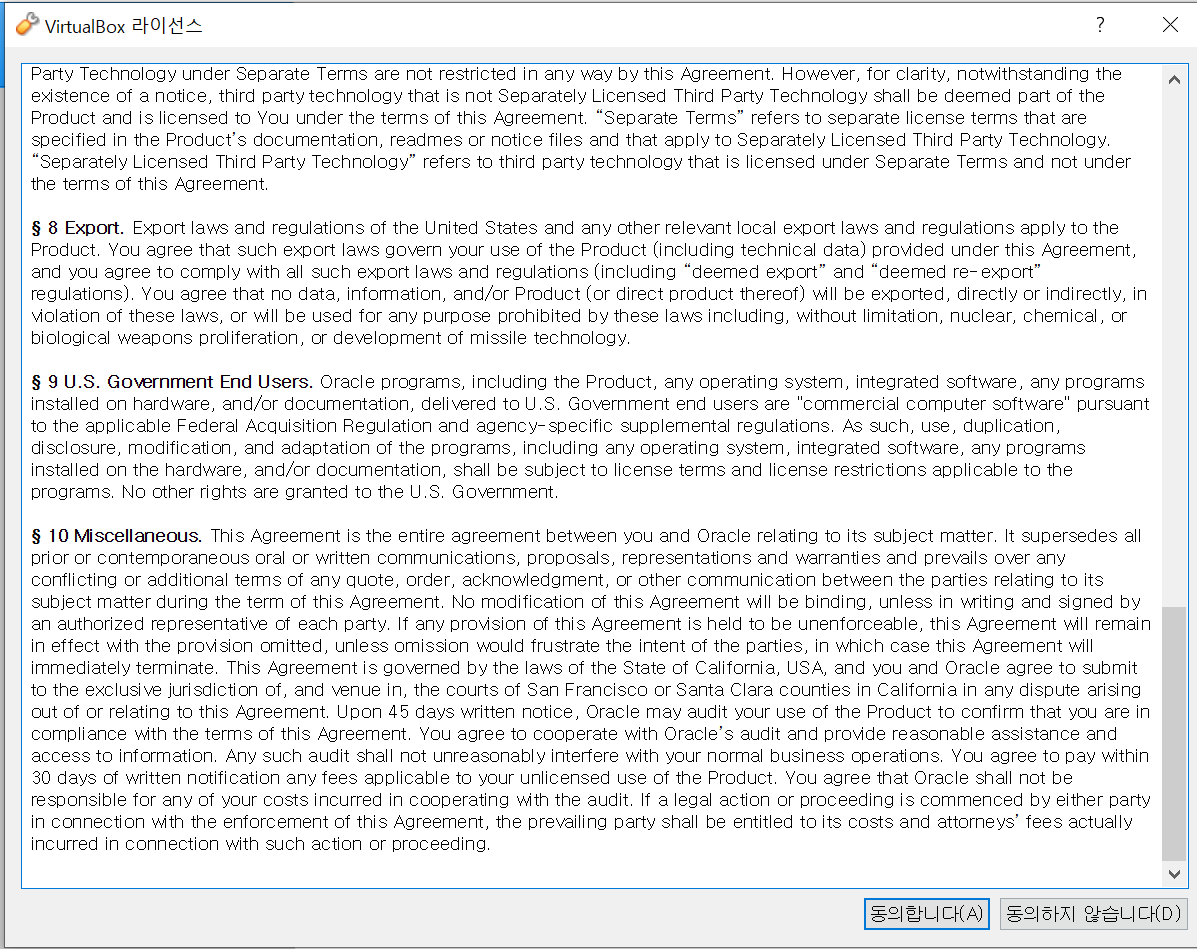 VirtualBox 라이선스
?
Party Technology under Separate Terms are not restricted in any way by this Agreement. However, for clarity, notwithstanding the
existence of a notice, third party technology that is not Separately Licensed Third Party Technology shall be deemed part of the
Product and is licensed to You under the terms of this Agreement. “Separate Terms” refers to separate license terms that are
specified in the Product’s documentation, readmes or notice files and that apply to Separately Licensed Third Party Technology.
“Separately Licensed Third Party Technology” refers to third party technology that is licensed under Separate Terms and not under
the terms of this Agreement.
§ 8 Export. Export laws and regulations of the United States and any other relevant local export laws and regulations apply to the
Product. You agree that such export laws govern your use of the Product (including technical data) provided under this Agreement,
and you agree to comply with all such export laws and regulations (including “deemed export” and “deemed re-export”
regulations). You agree that no data, information, and/or Product (or direct product thereof) will be exported, directly or indirectly, in
violation of these laws, or will be used for any purpose prohibited by these laws including, without limitation, nuclear, chemical, or
biological weapons proliferation, or development of missile technology.
§ 9 U.S. Government End Users. Oracle programs, including the Product, any operating system, integrated software, any programs
installed on hardware, and/or documentation, delivered to U.S. Government end users are "commercial computer software" pursuant
to the applicable Federal Acquisition Regulation and agency-specific supplemental regulations. As such, use, duplication,
disclosure, modification, and adaptation of the programs, including any operating system, integrated software, any programs
installed on the hardware, and/or documentation, shall be subject to license terms and license restrictions applicable to the
programs. No other rights are granted to the U.S. Government.
§ 10 Miscellaneous. This Agreement is the entire agreement between you and Oracle relating to its subject matter. It supersedes all
prior or contemporaneous oral or written communications, proposals, representations and warranties and prevails over any
conflicting or additional terms of any quote, order, acknowledgment, or other communication between the parties relating to its
subject matter during the term of this Agreement. No modification of this Agreement will be binding, unless in writing and signed by
an authorized representative of each party. If any provision of this Agreement is held to be unenforceable, this Agreement will remain
in effect with the provision omitted, unless omission would frustrate the intent of the parties, in which case this Agreement will
immediately terminate. This Agreement is governed by the laws of the State of California, USA, and you and Oracle agree to submit
to the exclusive jurisdiction of, and venue in, the courts of San Francisco or Santa Clara counties in California in any dispute arising
out of or relating to this Agreement. Upon 45 days written notice, Oracle may audit your use of the Product to confirm that you are in
compliance with the terms of this Agreement. You agree to cooperate with Oracle’s audit and provide reasonable assistance and
access to information. Any such audit shall not unreasonably interfere with your normal business operations. You agree to pay within
30 days of written notification any fees applicable to your unlicensed use of the Product. You agree that Oracle shall not be
responsible for any of your costs incurred in cooperating with the audit. If a legal action or proceeding is commenced by either party
in connection with the enforcement of this Agreement, the prevailing party shall be entitled to its costs and attorneys’ fees actually
incurred in connection with such action or proceeding.
동의합니다(A)
동의하지 않습니다(D)